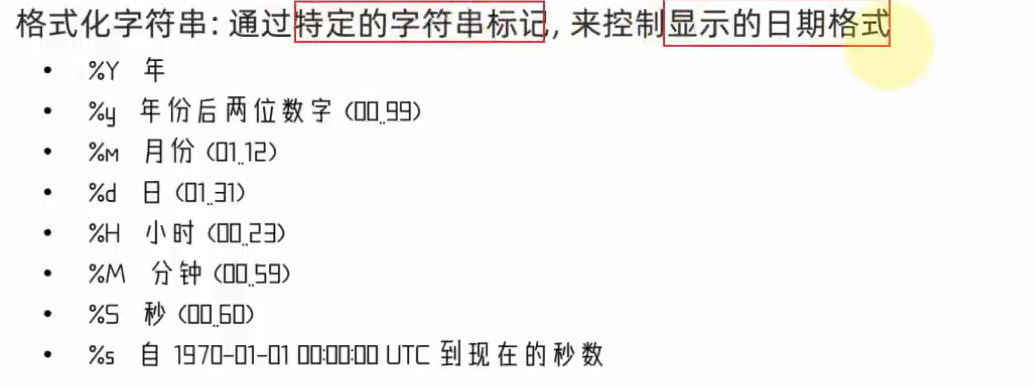 格式化字符串: 通过特定的字符串标记, 来控制显示的日期格式
• %Y 年
• %y 年份后两位数字 (00..99)
• %m 月份 (01..12)
• %d 日 (01..31)
• %H 小时 (00..23)
• %M 分钟 (00..59)
• %S 秒 (00..60)
• %s 自 1970-01-01 00:00:00 UTC 到现在的秒数